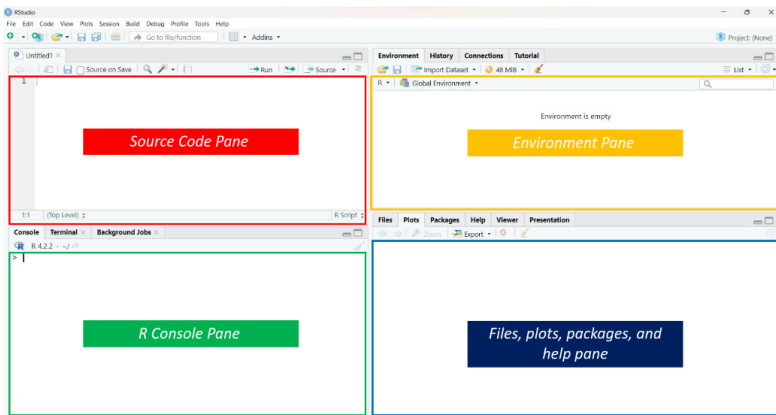 RStudio
File Edit Code View Plots Session Build Debug Profile Tools Help
Go to file/function Addins Project: (None)
Untitled1
Source on Save Run Source
1
Source Code Pane
1:1 (Top Level) R Script
Console Terminal Background Jobs
R 4.2.2 · ~/
>
R Console Pane
Environment History Connections Tutorial
Import Dataset 48 MiB List
R Global Environment
Environment is empty
Environment Pane
Files Plots Packages Help Viewer Presentation
Zoom Export
Files, plots, packages, and
help pane